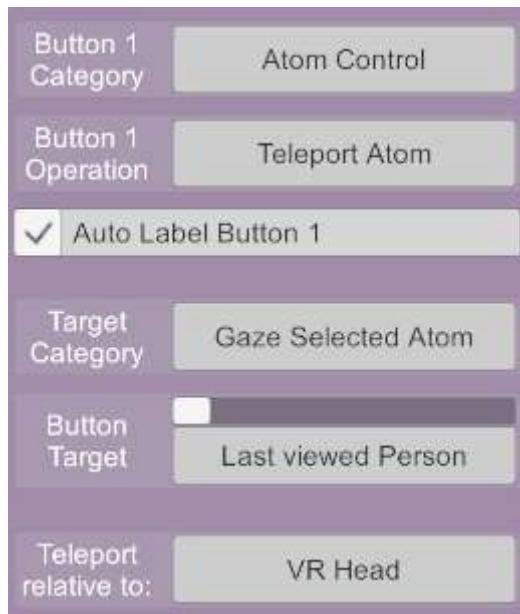 Button 1
Category
Atom Control
Button 1
Operation
Teleport Atom
Auto Label Button 1
Target
Category
Gaze Selected Atom
Button
Target
Last viewed Person
Teleport
relative to:
VR Head